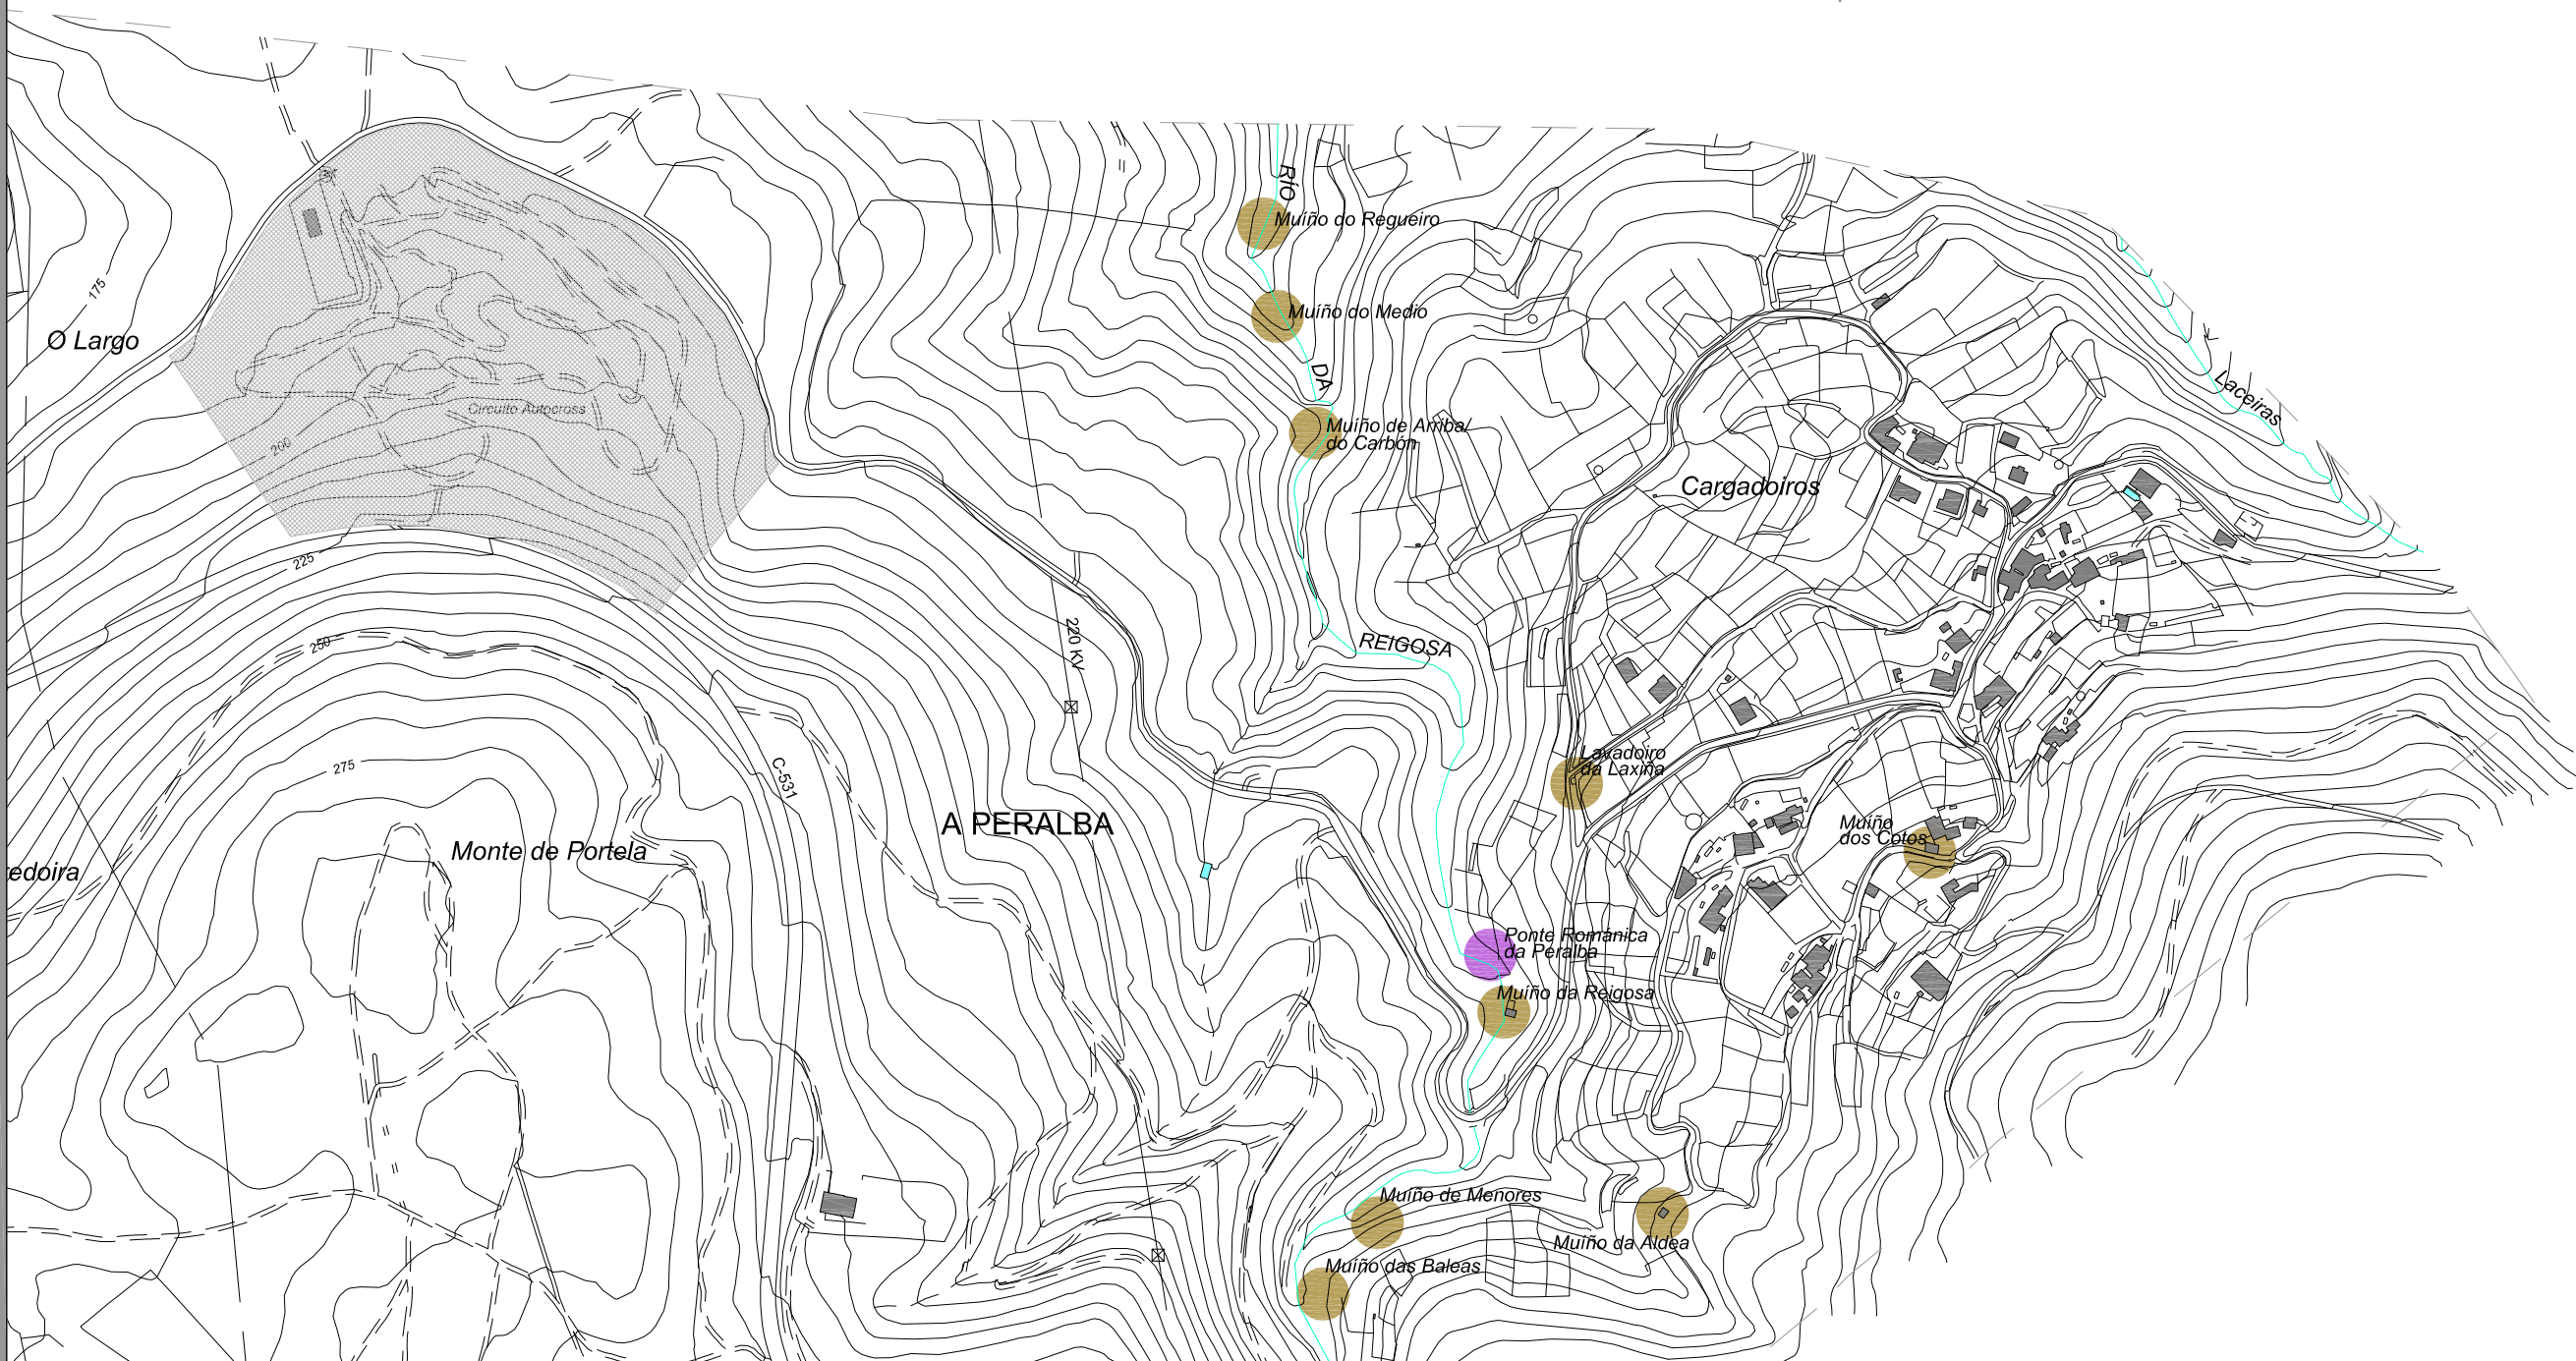 RÍO
Muíño do Regueiro
175
Muíño do Medio
O Largo
DA
Laceiras
Circuito Autocross
Muíño de Arriba/
do Carbón
200
Cargadoiros
225
220 KV
REIGOSA
250
Lavadoiro
da Laxiña
275
C-531
A PERALBA
Muíño
dos Cotos
Monte de Portela
edoira
Ponte Románica
da Peralba
Muíño da Reigosa
Muíño de Menores
Muíño da Aldea
Muíño das Baleas